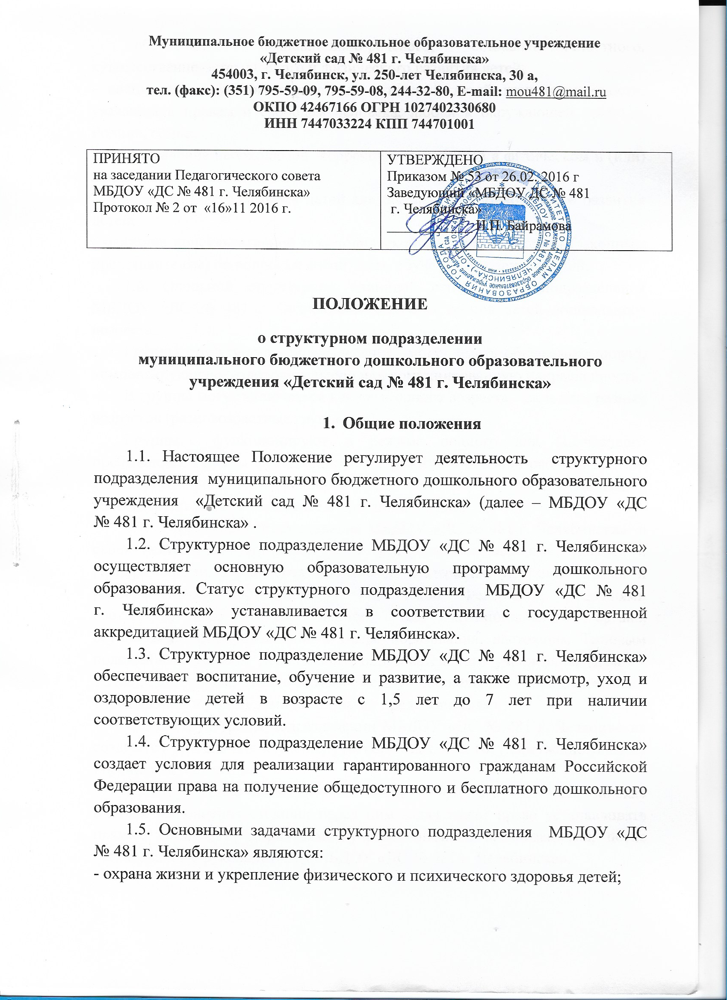 Муниципальное бюджетное дошкольное образовательное учреждение
«Детский сад № 481 г. Челябинска»
454003, г. Челябинск, ул. 250-лет Челябинска, 30 а,
тел. (факс): (351) 795-59-09, 795-59-08, 244-32-80, E-mail: mou481@mail.ru
ОКПО 42467166 ОГРН 1027402330680
ИНН 7447033224 КПП 744701001
ПРИНЯТО
на заседании Педагогического совета
МБДОУ «ДС № 481 г. Челябинска»
Протокол № 2 от «16»11 2016 г.
УТВЕРЖДЕНО
Приказом № 53 от 26.02. 2016 г
Заведующий «МБДОУ ДС № 481
г. Челябинска»
Н.П. Байрамова
КОМИТЕТ ПО ДЕЛАМ ОБРАЗОВАНИЯ ГОРОДА ЧЕЛЯБИНСКА
(МБДОУ «ДС № 481 г. ЧЕЛЯБИНСКА»)
ПОЛОЖЕНИЕ
о структурном подразделении
муниципального бюджетного дошкольного образовательного
учреждения «Детский сад № 481 г. Челябинска»
1. Общие положения
1.1. Настоящее Положение регулирует деятельность структурного
подразделения муниципального бюджетного дошкольного образовательного
учреждения «Детский сад № 481 г. Челябинска» (далее – МБДОУ «ДС
№ 481 г. Челябинска» .
1.2. Структурное подразделение МБДОУ «ДС № 481 г. Челябинска»
осуществляет основную образовательную программу дошкольного
образования. Статус структурного подразделения МБДОУ «ДС № 481
г. Челябинска» устанавливается в соответствии с государственной
аккредитацией МБДОУ «ДС № 481 г. Челябинска».
1.3. Структурное подразделение МБДОУ «ДС № 481 г. Челябинска»
обеспечивает воспитание, обучение и развитие, а также присмотр, уход и
оздоровление детей в возрасте с 1,5 лет до 7 лет при наличии
соответствующих условий.
1.4. Структурное подразделение МБДОУ «ДС № 481 г. Челябинска»
создает условия для реализации гарантированного гражданам Российской
Федерации права на получение общедоступного и бесплатного дошкольного
образования.
1.5. Основными задачами структурного подразделения МБДОУ «ДС
№ 481 г. Челябинска» являются:
- охрана жизни и укрепление физического и психического здоровья детей;